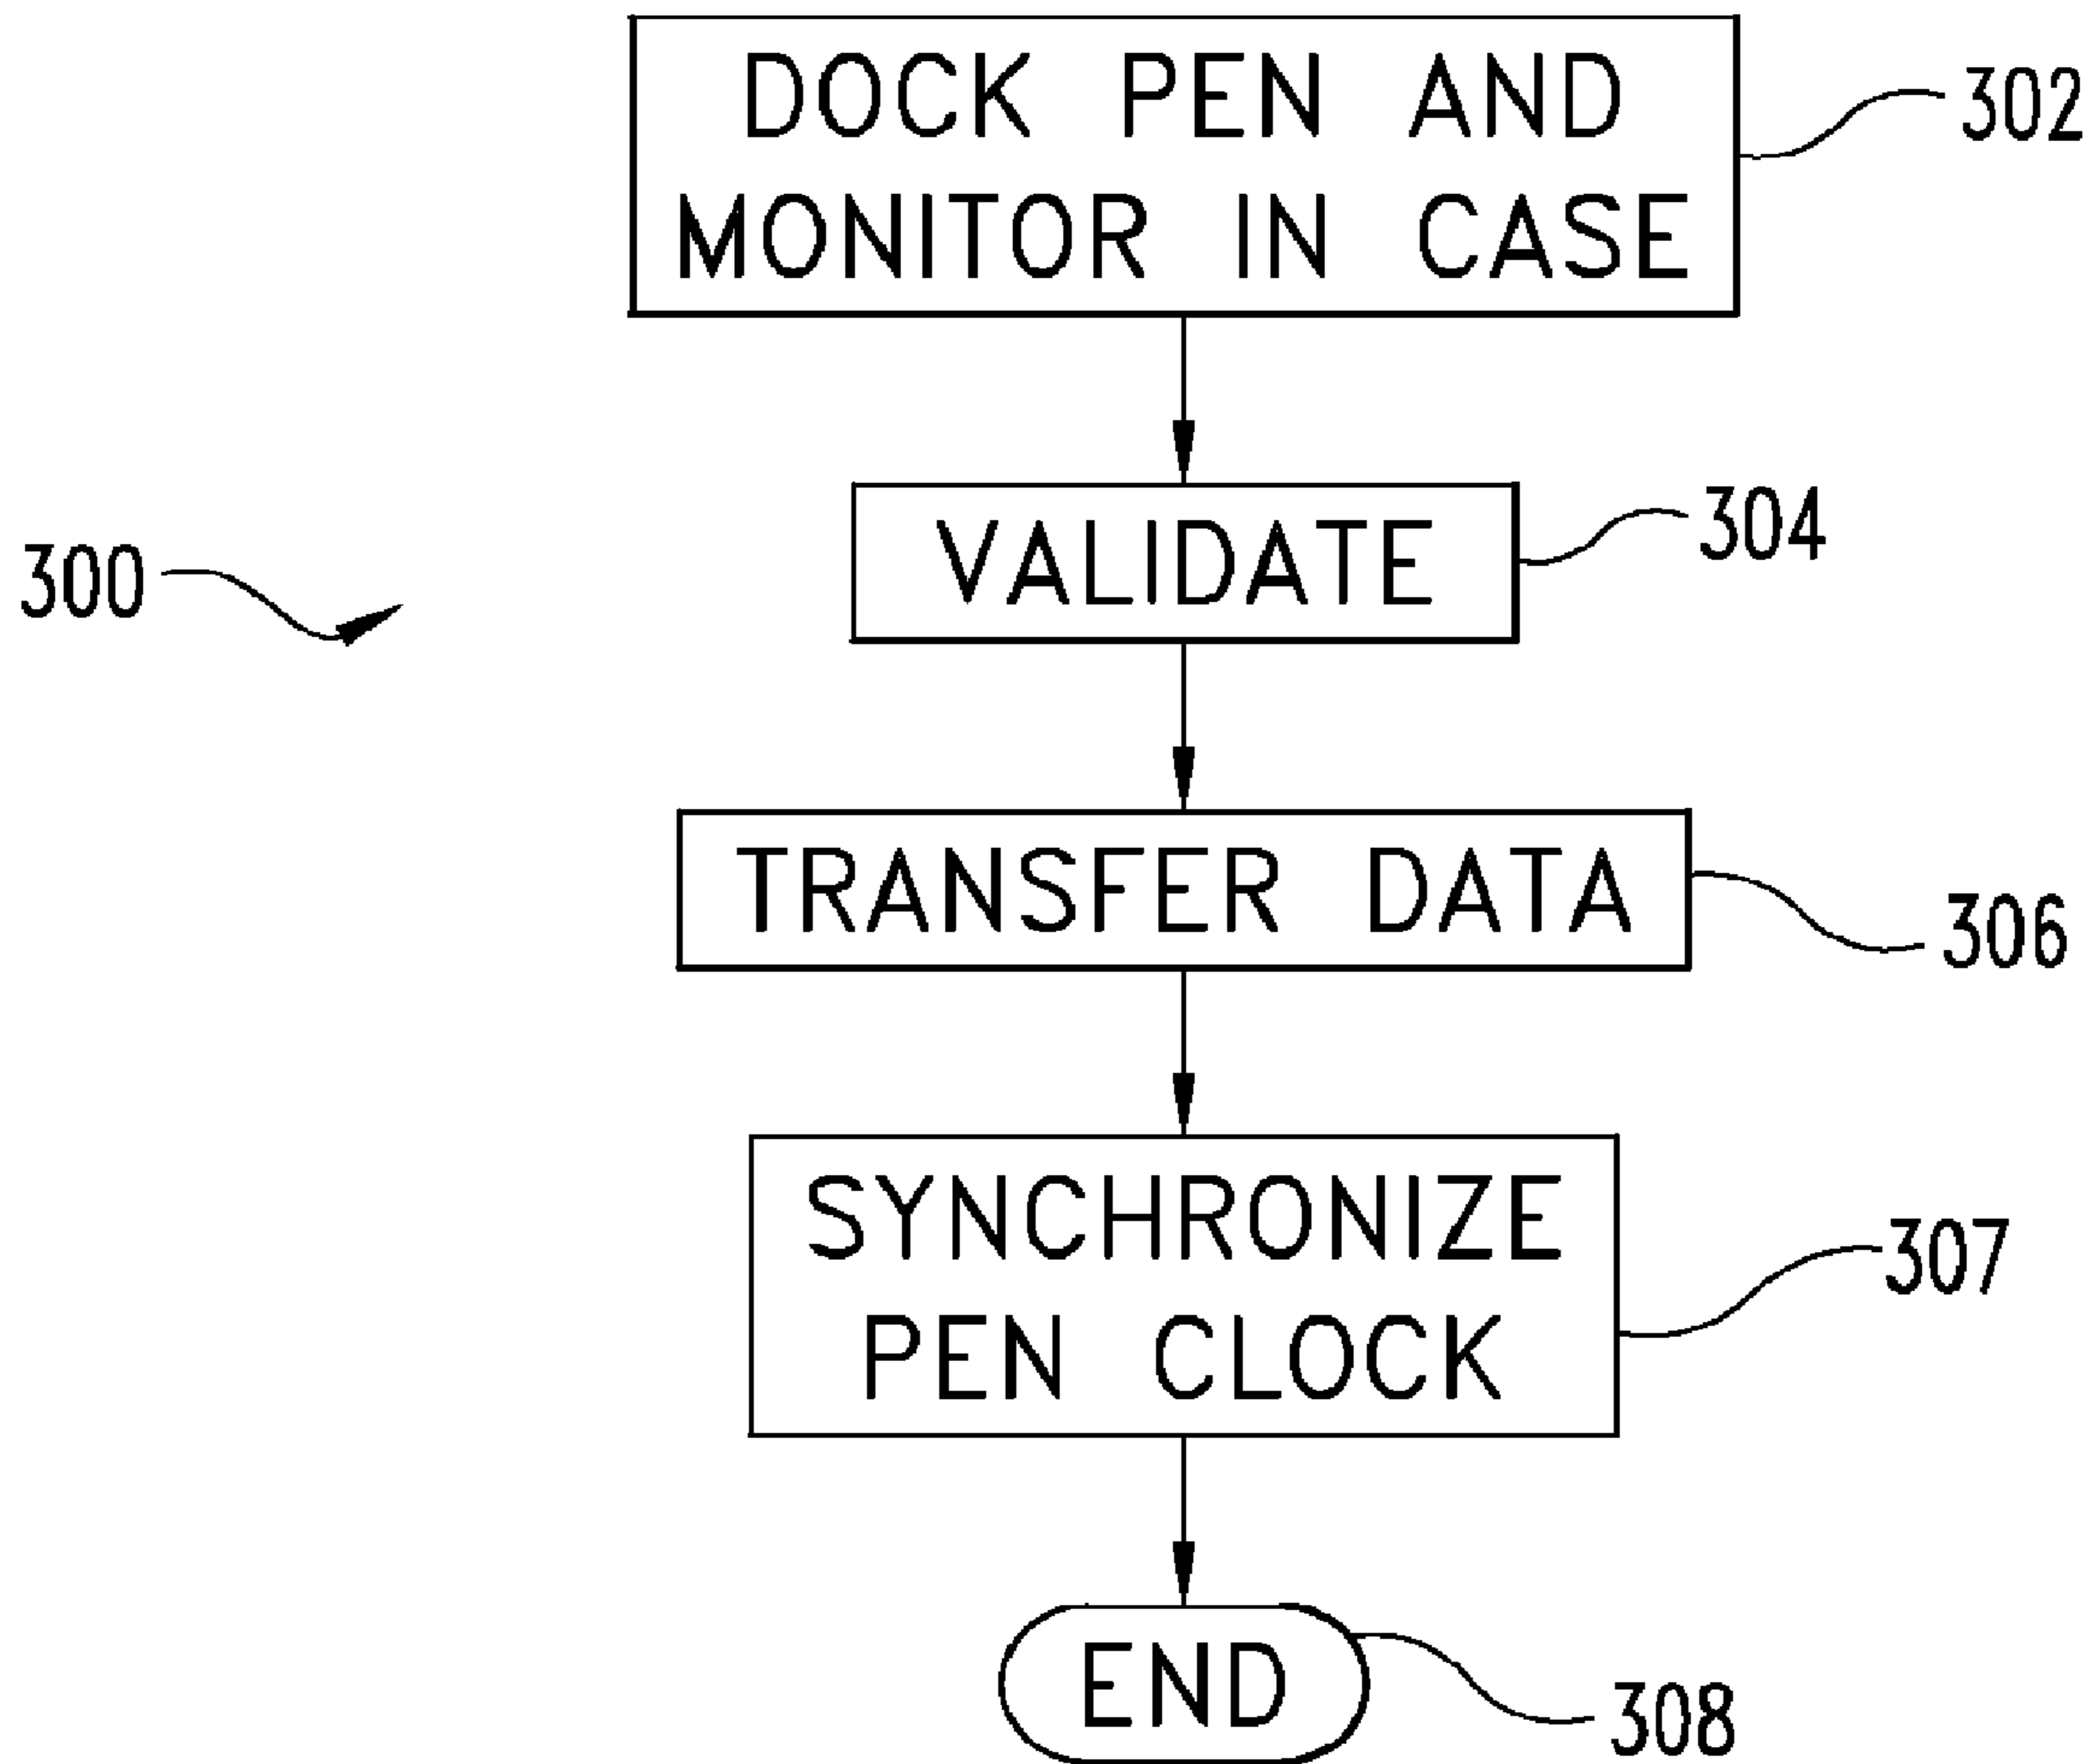 DOCK PEN AND
MONITOR IN CASE
302
VALIDATE
304
300
TRANSFER DATA
306
SYNCHRONIZE
PEN CLOCK
307
END
308